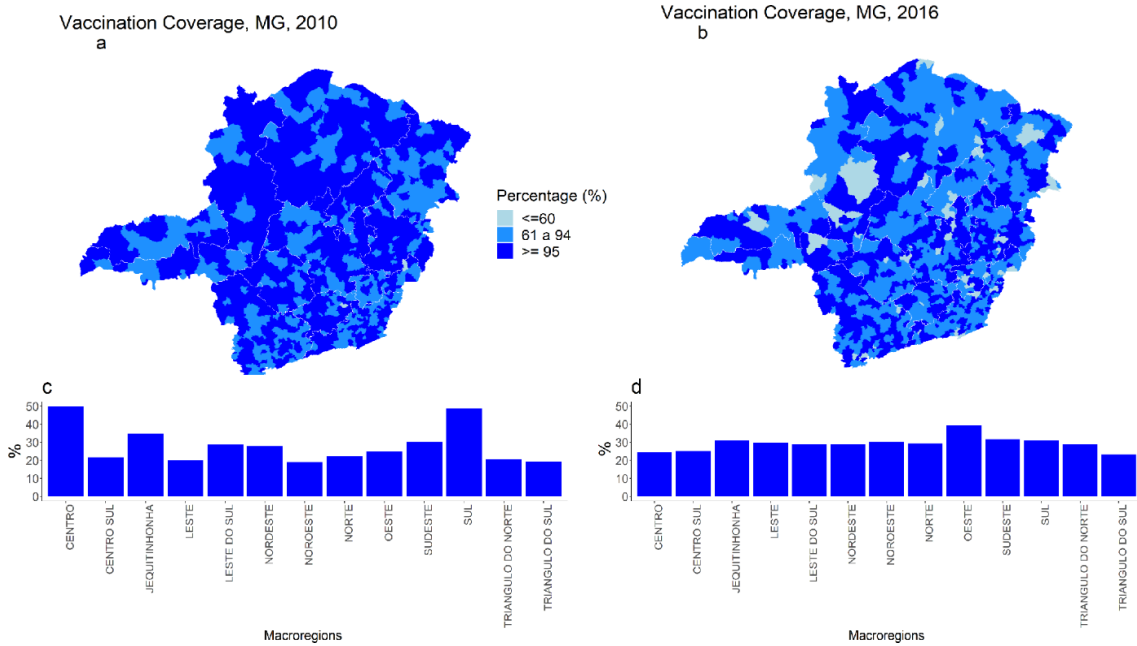 Vaccination Coverage, MG, 2010
a
Vaccination Coverage, MG, 2016
b
Percentage (%)
<=60
61 a 94
>= 95
c
50
40
30
20
10
0
%
CENTRO
CENTRO SUL
JEQUITINHONHA
LESTE
LESTE DO SUL
NORDESTE
NOROESTE
NORTE
OESTE
SUDESTE
SUL
TRIANGULO DO NORTE
TRIANGULO DO SUL
Macroregions
d
50
40
30
20
10
0
%
CENTRO
CENTRO SUL
JEQUITINHONHA
LESTE
LESTE DO SUL
NORDESTE
NOROESTE
NORTE
OESTE
SUDESTE
SUL
TRIANGULO DO NORTE
TRIANGULO DO SUL
Macroregions